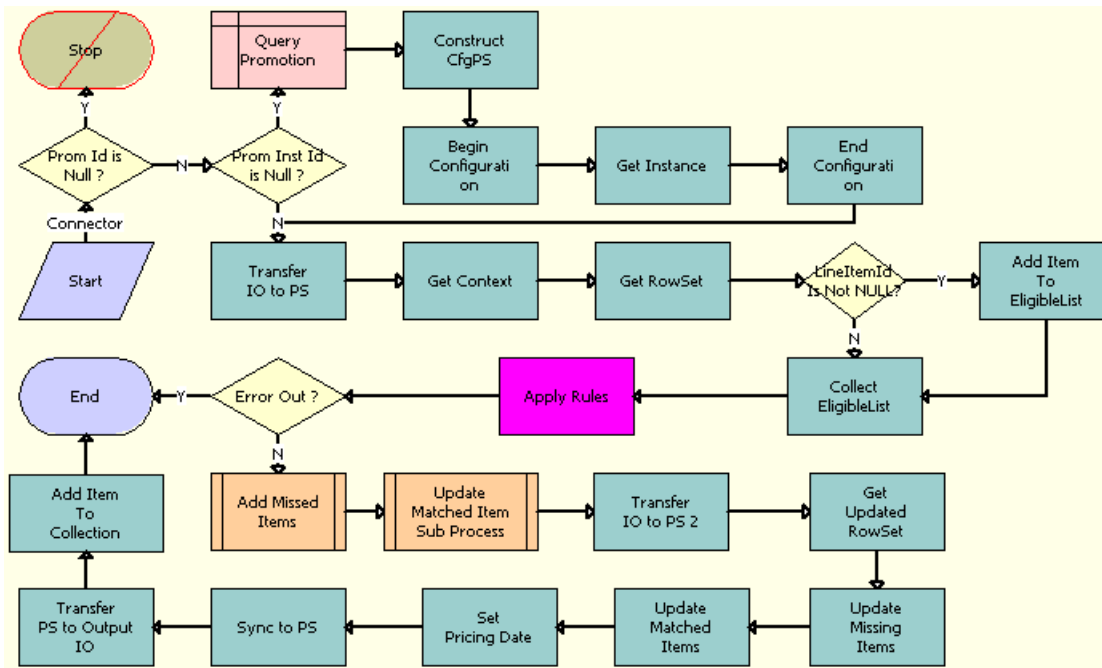 Stop
Query
Promotion
Construct
CfgPS
Y
Y
Prom Id is
Null ?
N
Prom Inst Id
is Null ?
Begin
Configurati
on
Get Instance
End
Configurati
on
Connector
N
Start
Transfer
IO to PS
Get Context
Get RowSet
LineItemId
Is Not NULL?
Y
Add Item
To
EligibleList
N
End
Y
Error Out ?
Apply Rules
Collect
EligibleList
N
Add Item
To
Collection
Add Missed
Items
Update
Matched Item
Sub Process
Transfer
IO to PS 2
Get
Updated
RowSet
Transfer
PS to Output
IO
Sync to PS
Set
Pricing Date
Update
Matched
Items
Update
Missing
Items